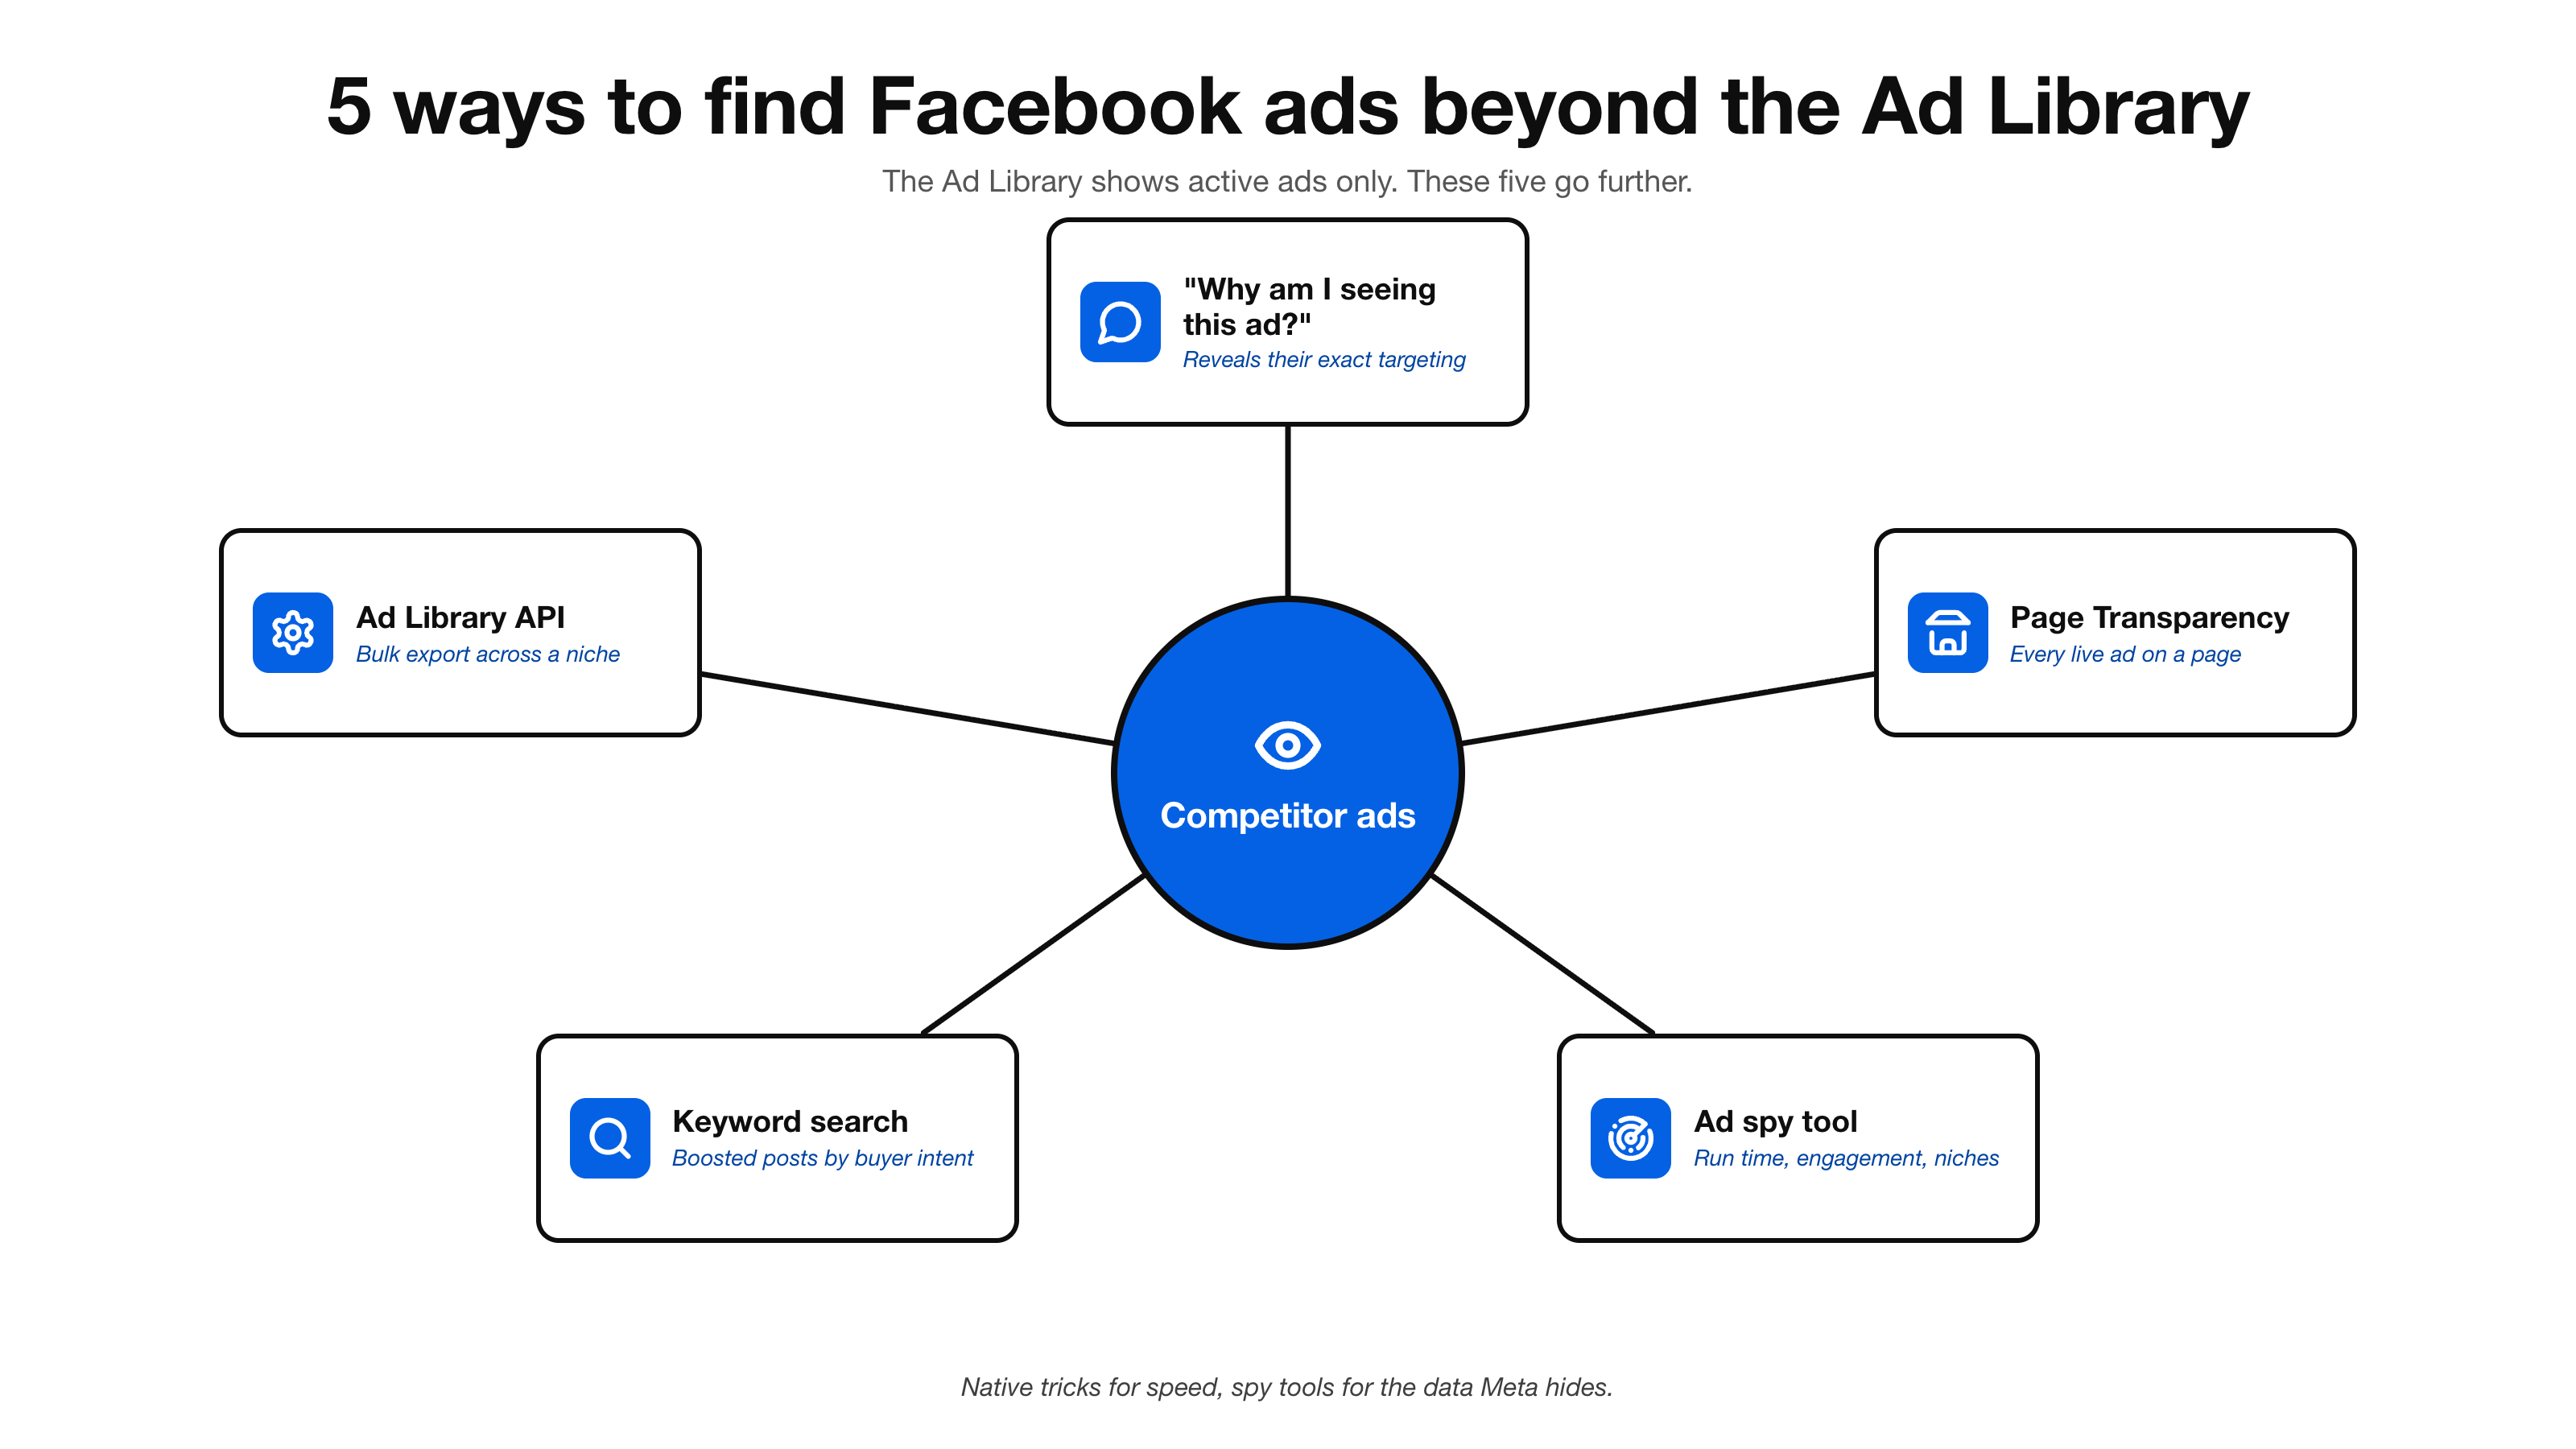 5 ways to find Facebook ads beyond the Ad Library
The Ad Library shows active ads only. These five go further.
"Why am I seeing
this ad?"
Reveals their exact targeting
Ad Library API
Bulk export across a niche
Page Transparency
Every live ad on a page
Competitor ads
Keyword search
Boosted posts by buyer intent
Ad spy tool
Run time, engagement, niches
Native tricks for speed, spy tools for the data Meta hides.